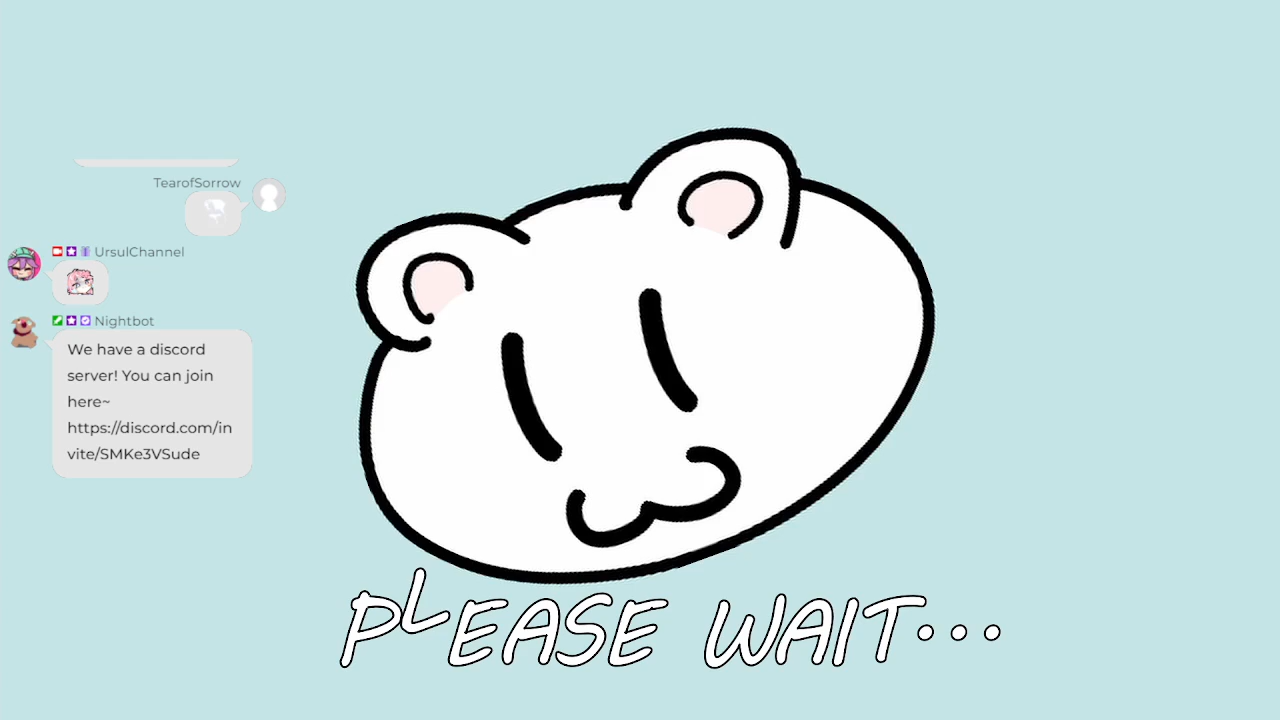 TearofSorrow
UrsulChannel
Nightbot
We have a discord
server! You can join
here~
https://discord.com/in
vite/SMKe3VSude
PLEASE WAIT...